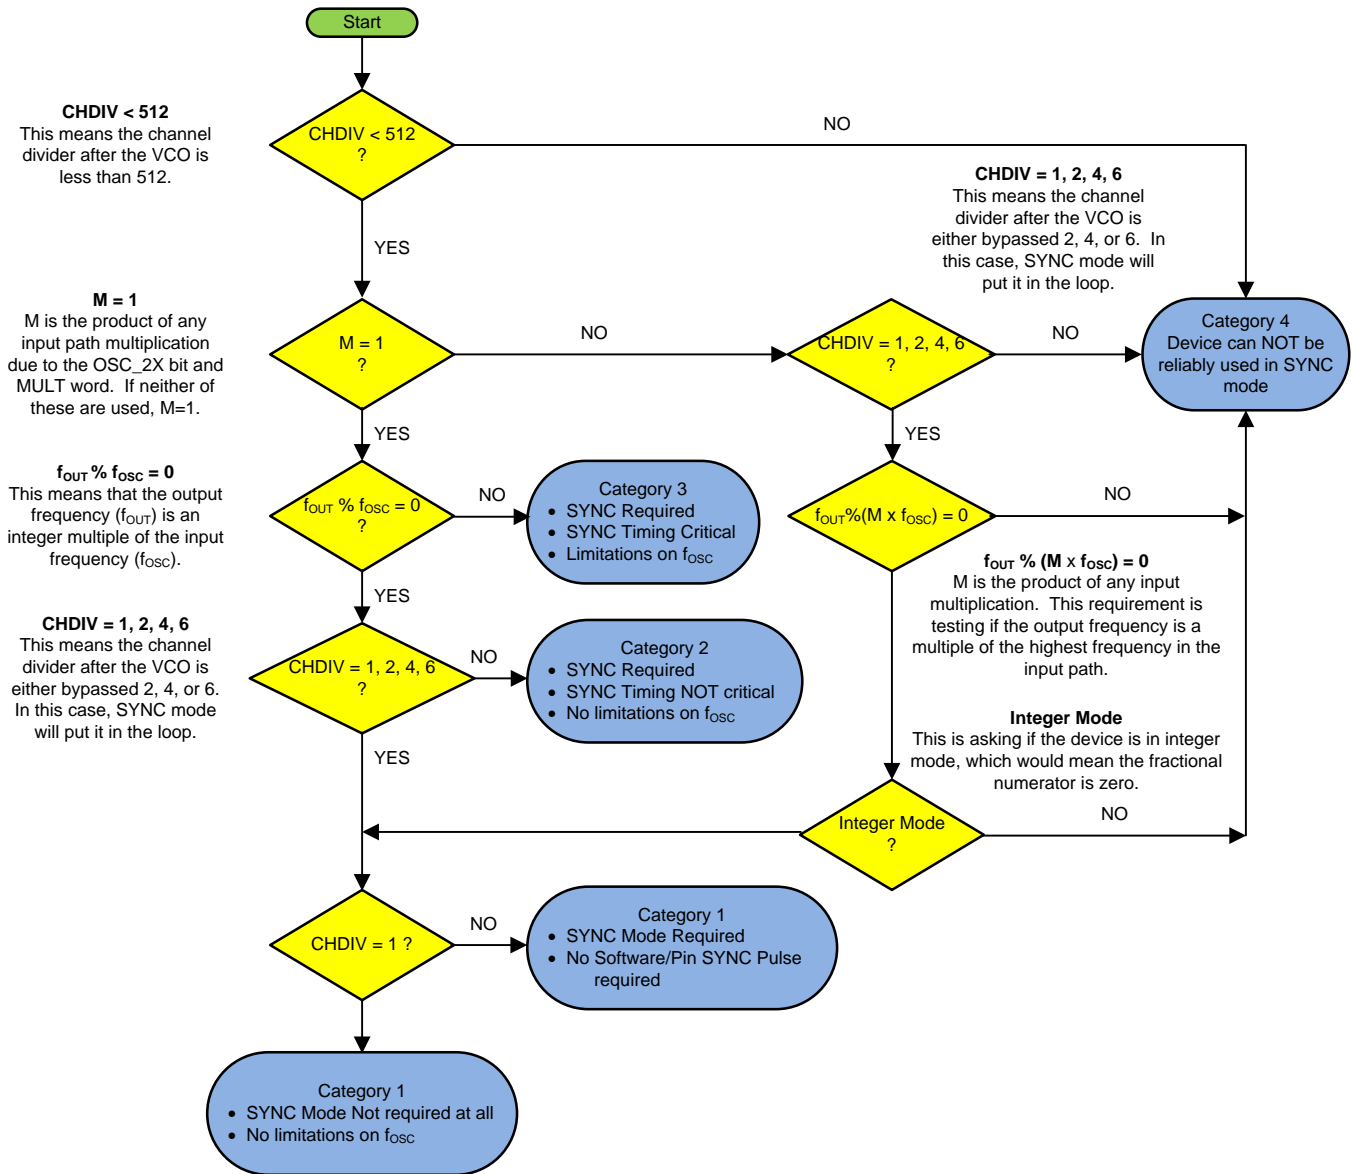 Start
CHDIV < 512
This means the channel
divider after the VCO is
less than 512.
CHDIV < 512
?
NO
YES
CHDIV = 1, 2, 4, 6
This means the channel
divider after the VCO is
either bypassed 2, 4, or 6. In
this case, SYNC mode will
put it in the loop.
M = 1
M is the product of any
input path multiplication
due to the OSC_2X bit and
MULT word. If neither of
these are used, M=1.
M = 1
?
NO
CHDIV = 1, 2, 4, 6
?
NO
Category 4
Device can NOT be
reliably used in SYNC
mode
YES
YES
fOUT % fOSC = 0
This means that the output
frequency (fOUT) is an
integer multiple of the input
frequency (fOSC).
fOUT % fOSC = 0
?
NO
Category 3
• SYNC Required
• SYNC Timing Critical
• Limitations on fOSC
fOUT%(M x fOSC) = 0
NO
fOUT % (M x fOSC) = 0
M is the product of any input
multiplication. This requirement is
testing if the output frequency is a
multiple of the highest frequency in the
input path.
YES
CHDIV = 1, 2, 4, 6
This means the channel
divider after the VCO is
either bypassed 2, 4, or 6.
In this case, SYNC mode
will put it in the loop.
CHDIV = 1, 2, 4, 6
?
NO
Category 2
• SYNC Required
• SYNC Timing NOT critical
• No limitations on fOSC
YES
Integer Mode
This is asking if the device is in integer
mode, which would mean the fractional
numerator is zero.
Integer Mode
?
NO
CHDIV = 1 ?
NO
Category 1
• SYNC Mode Required
• No Software/Pin SYNC Pulse
required
Category 1
• SYNC Mode Not required at all
• No limitations on fOSC